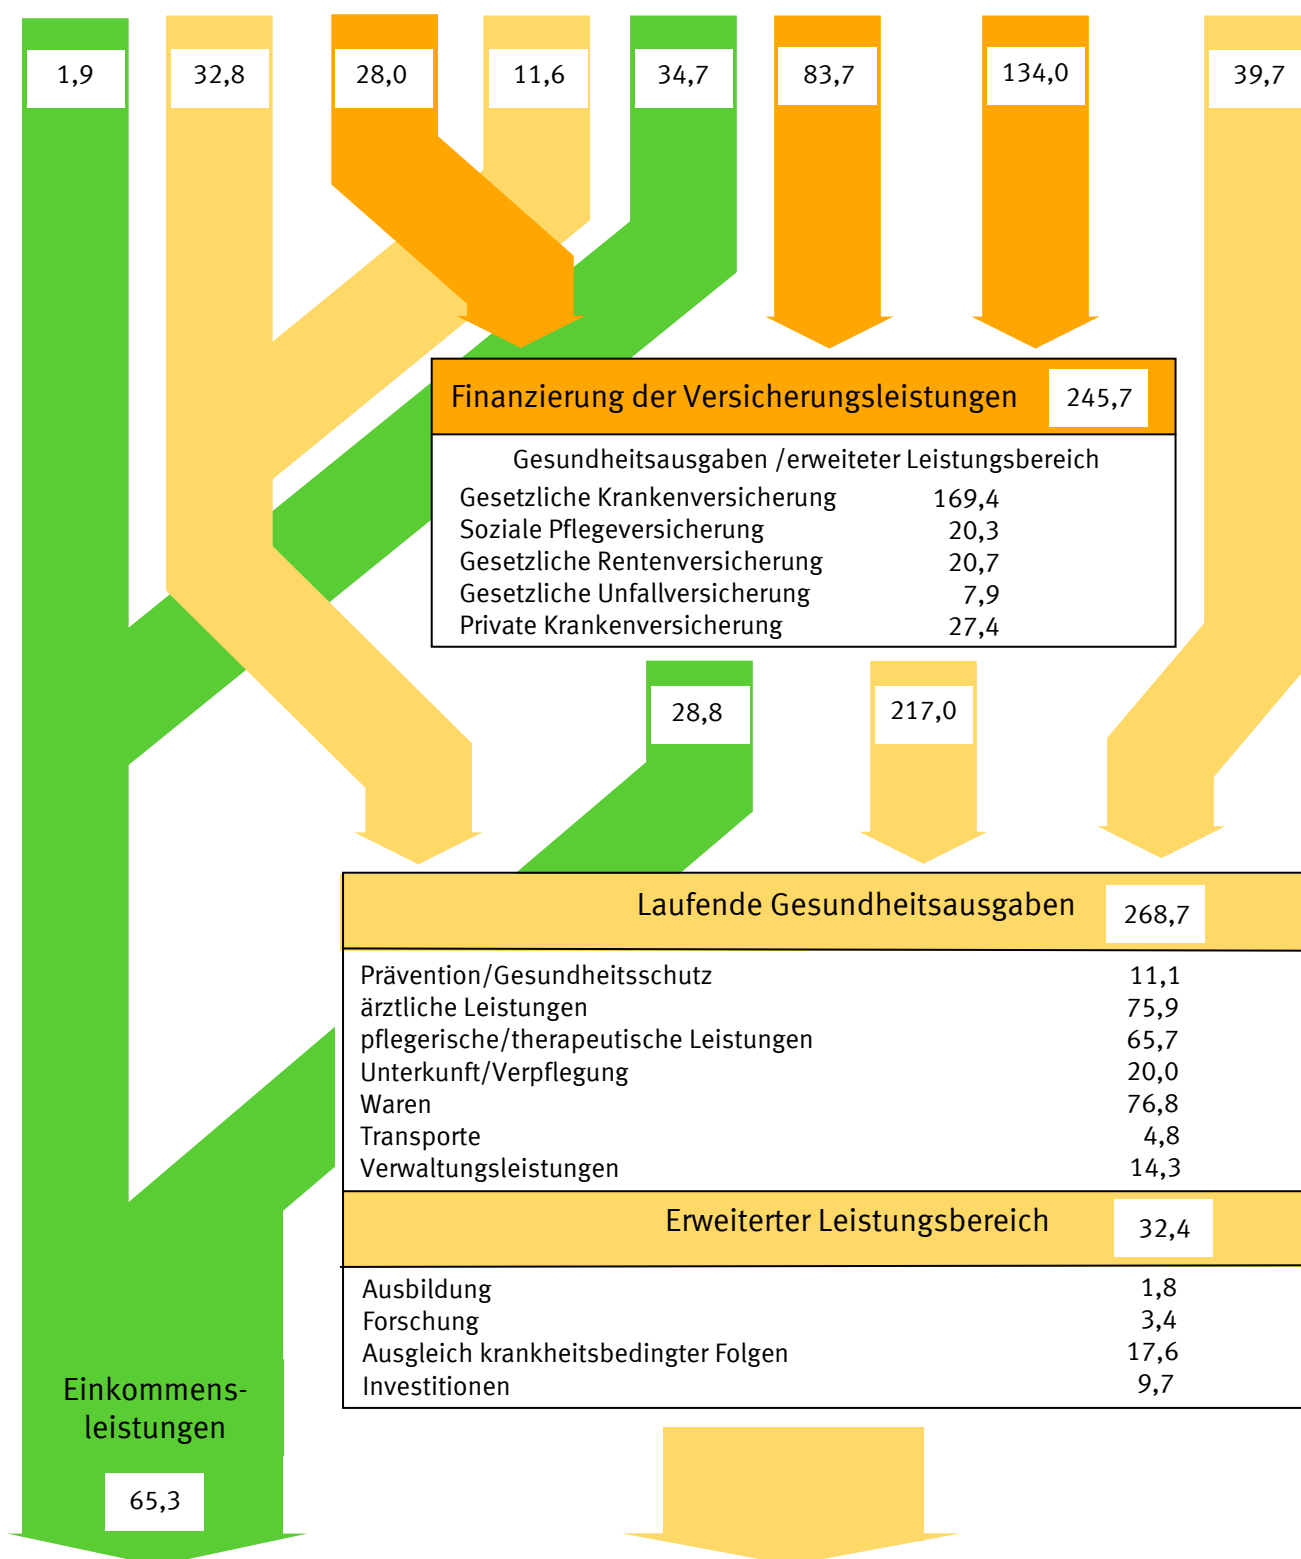 1,9 32,8 28,0 11,6 34,7 83,7 134,0 39,7
Finanzierung der Versicherungsleistungen 245,7
Gesundheitsausgaben /erweiteter Leistungsbereich
Gesetzliche Krankenversicherung 169,4
Soziale Pflegeversicherung 20,3
Gesetzliche Rentenversicherung 20,7
Gesetzliche Unfallversicherung 7,9
Private Krankenversicherung 27,4
28,8 217,0
Laufende Gesundheitsausgaben 268,7
Prävention/Gesundheitsschutz 11,1
ärztliche Leistungen 75,9
pflegerische/therapeutische Leistungen 65,7
Unterkunft/Verpflegung 20,0
Waren 76,8
Transporte 4,8
Verwaltungsleistungen 14,3
Erweiterter Leistungsbereich 32,4
Ausbildung 1,8
Forschung 3,4
Ausgleich krankheitsbedingter Folgen 17,6
Investitionen 9,7
Einkommens-
leistungen
65,3